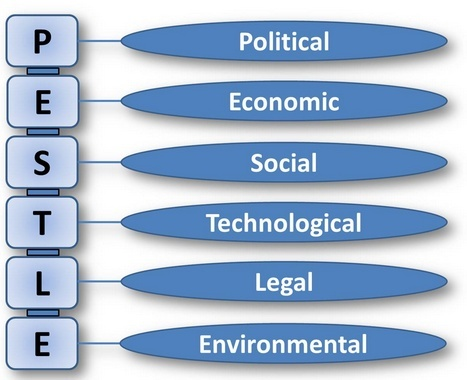 P Political
E Economic
S Social
T Technological
L Legal
E Environmental